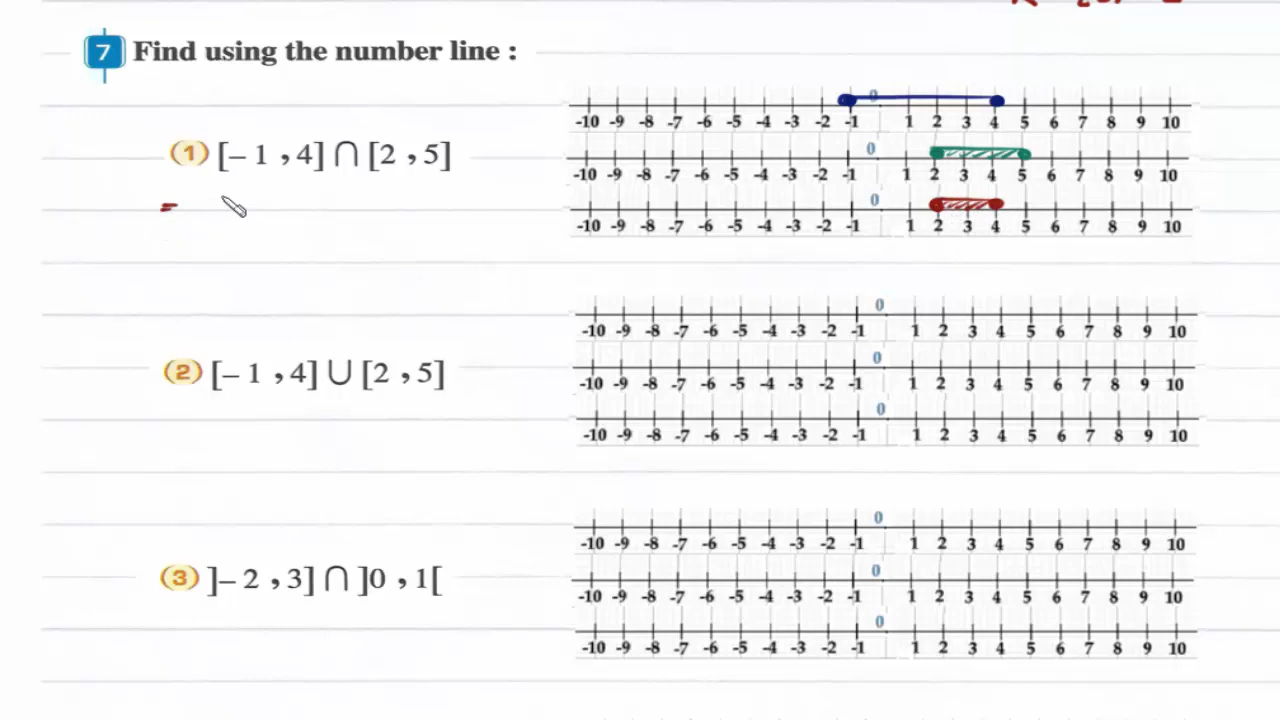 7 Find using the number line :
0
-10 -9 -8 -7 -6 -5 -4 -3 -2 -1 1 2 3 4 5 6 7 8 9 10
(1) [– 1 , 4] ∩ [2 , 5]
0
-10 -9 -8 -7 -6 -5 -4 -3 -2 -1 1 2 3 4 5 6 7 8 9 10
=
0
-10 -9 -8 -7 -6 -5 -4 -3 -2 -1 1 2 3 4 5 6 7 8 9 10
0
-10 -9 -8 -7 -6 -5 -4 -3 -2 -1 1 2 3 4 5 6 7 8 9 10
(2) [– 1 , 4] ∪ [2 , 5]
0
-10 -9 -8 -7 -6 -5 -4 -3 -2 -1 1 2 3 4 5 6 7 8 9 10
0
-10 -9 -8 -7 -6 -5 -4 -3 -2 -1 1 2 3 4 5 6 7 8 9 10
0
-10 -9 -8 -7 -6 -5 -4 -3 -2 -1 1 2 3 4 5 6 7 8 9 10
(3) ]– 2 , 3] ∩ ]0 , 1[
0
-10 -9 -8 -7 -6 -5 -4 -3 -2 -1 1 2 3 4 5 6 7 8 9 10
0
-10 -9 -8 -7 -6 -5 -4 -3 -2 -1 1 2 3 4 5 6 7 8 9 10